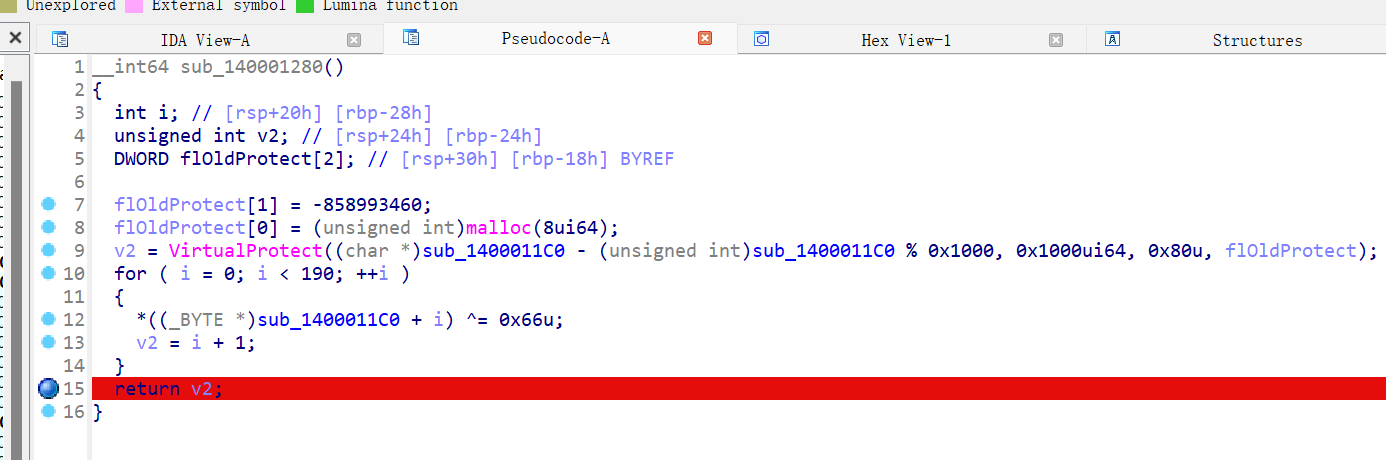 Unexplored External symbol Lumina function
IDA View-A Pseudocode-A Hex View-1 Structures
1 __int64 sub_140001280()
2 {
3 int i; // [rsp+20h] [rbp-28h]
4 unsigned int v2; // [rsp+24h] [rbp-24h]
5 DWORD flOldProtect[2]; // [rsp+30h] [rbp-18h] BYREF
6
7 flOldProtect[1] = -858993460;
8 flOldProtect[0] = (unsigned int)malloc(8ui64);
9 v2 = VirtualProtect((char *)sub_1400011C0 - (unsigned int)sub_1400011C0 % 0x1000, 0x1000ui64, 0x80u, flOldProtect);
10 for ( i = 0; i < 190; ++i )
11 {
12 *((_BYTE *)sub_1400011C0 + i) ^= 0x66u;
13 v2 = i + 1;
14 }
15 return v2;
16 }